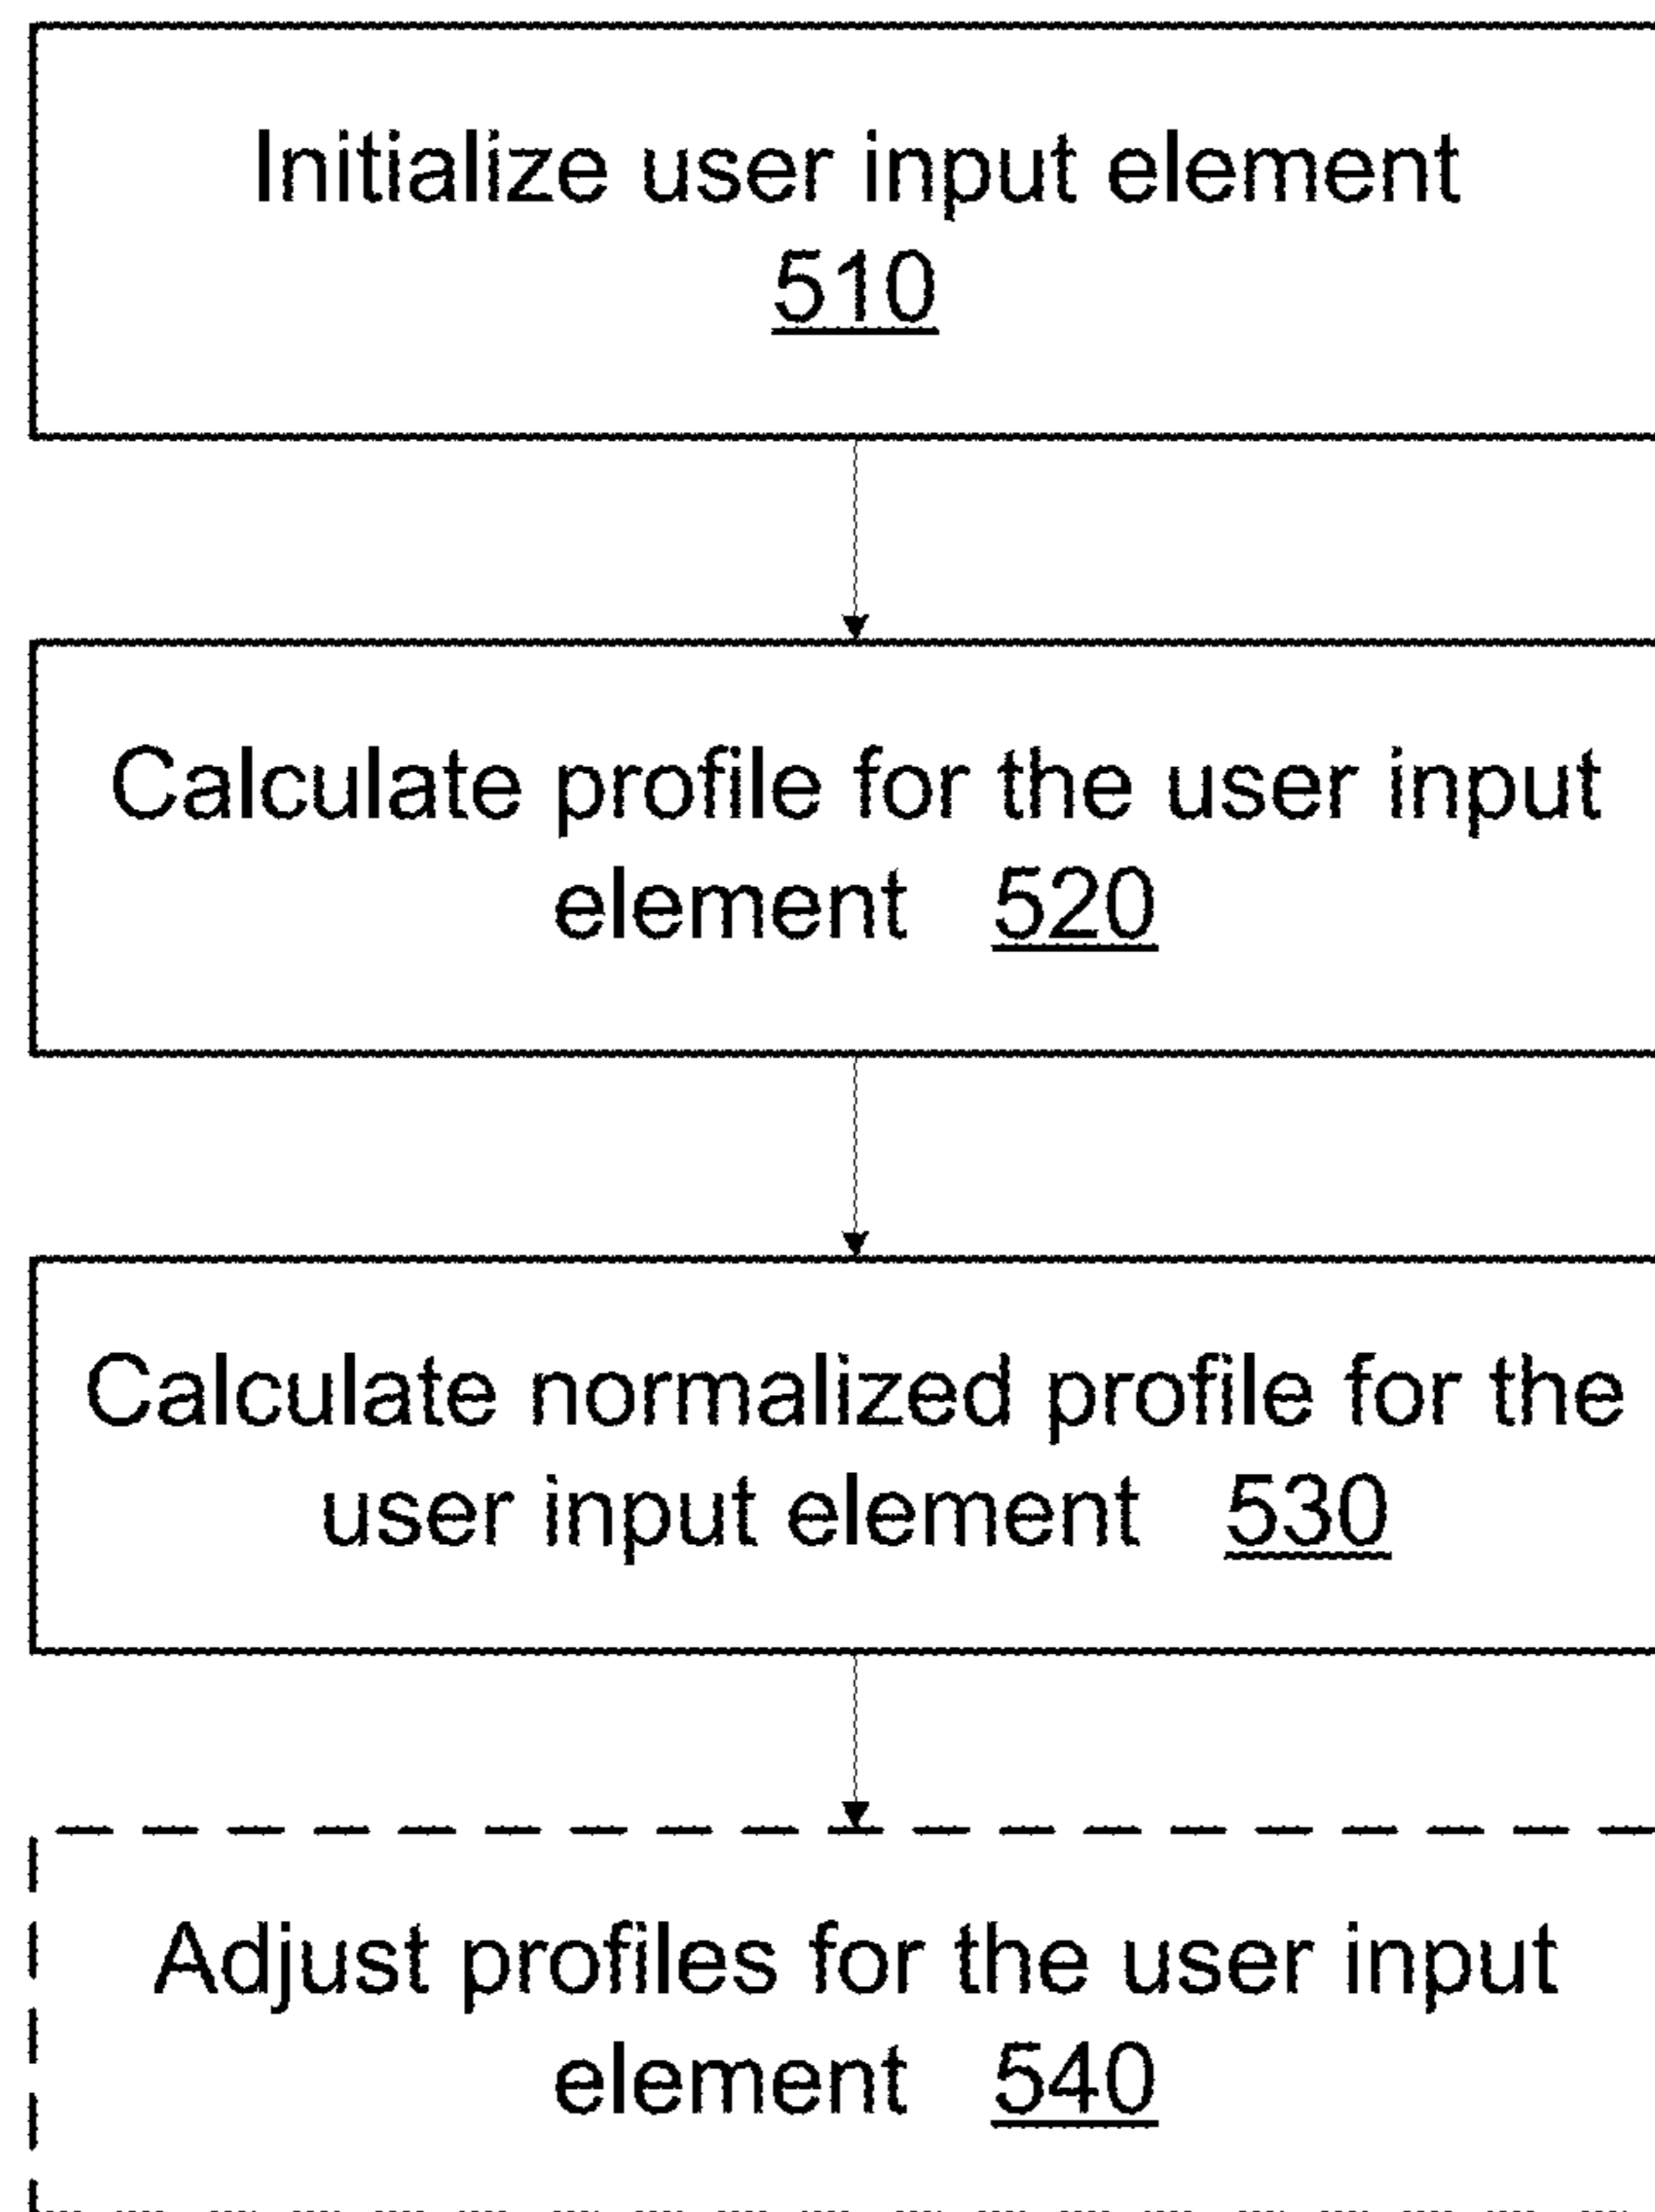 Initialize user input element
510
Calculate profile for the user input
element 520
Calculate normalized profile for the
user input element 530
Adjust profiles for the user input
element 540